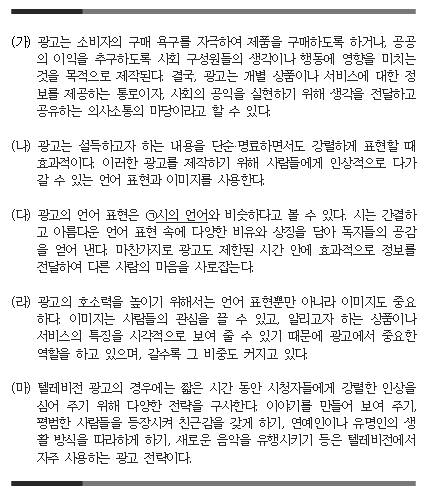 (가) 광고는 소비자의 구매 욕구를 자극하여 제품을 구매하도록 하거나, 공공
의 이익을 추구하도록 사회 구성원들의 생각이나 행동에 영향을 미치는
것을 목적으로 제작된다. 결국, 광고는 개별 상품이나 서비스에 대한 정
보를 제공하는 통로이자, 사회의 공익을 실현하기 위해 생각을 전달하고
공유하는 의사소통의 마당이라고 할 수 있다.
(나) 광고는 설득하고자 하는 내용을 단순·명료하면서도 강렬하게 표현할 때
효과적이다. 이러한 광고를 제작하기 위해 사람들에게 인상적으로 다가
갈 수 있는 언어 표현과 이미지를 사용한다.
(다) 광고의 언어 표현은 ㉠시의 언어와 비슷하다고 볼 수 있다. 시는 간결하
고 아름다운 언어 표현 속에 다양한 비유와 상징을 담아 독자들의 공감
을 얻어 낸다. 마찬가지로 광고도 제한된 시간 안에 효과적으로 정보를
전달하여 다른 사람의 마음을 사로잡는다.
(라) 광고의 호소력을 높이기 위해서는 언어 표현뿐만 아니라 이미지도 중요
하다. 이미지는 사람들의 관심을 끌 수 있고, 알리고자 하는 상품이나
서비스의 특징을 시각적으로 보여 줄 수 있기 때문에 광고에서 중요한
역할을 하고 있으며, 갈수록 그 비중도 커지고 있다.
(마) 텔레비전 광고의 경우에는 짧은 시간 동안 시청자들에게 강렬한 인상을
심어 주기 위해 다양한 전략을 구사한다. 이야기를 만들어 보여 주기,
평범한 사람들을 등장시켜 친근감을 갖게 하기, 연예인이나 유명인의 생
활 방식을 따라하게 하기, 새로운 음악을 유행시키기 등은 텔레비전에서
자주 사용하는 광고 전략이다.